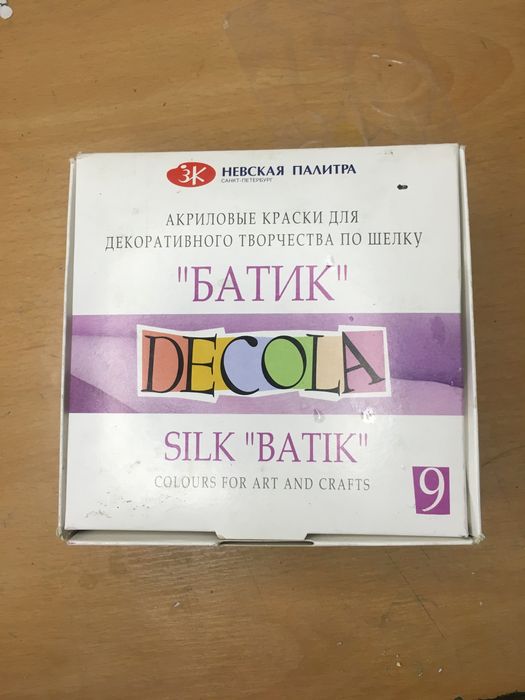 ЗК НЕВСКАЯ ПАЛИТРА
САНКТ-ПЕТЕРБУРГ
АКРИЛОВЫЕ КРАСКИ ДЛЯ
ДЕКОРАТИВНОГО ТВОРЧЕСТВА ПО ШЕЛКУ
"БАТИК"
DECOLA
SILK "BATIK"
COLOURS FOR ART AND CRAFTS
9